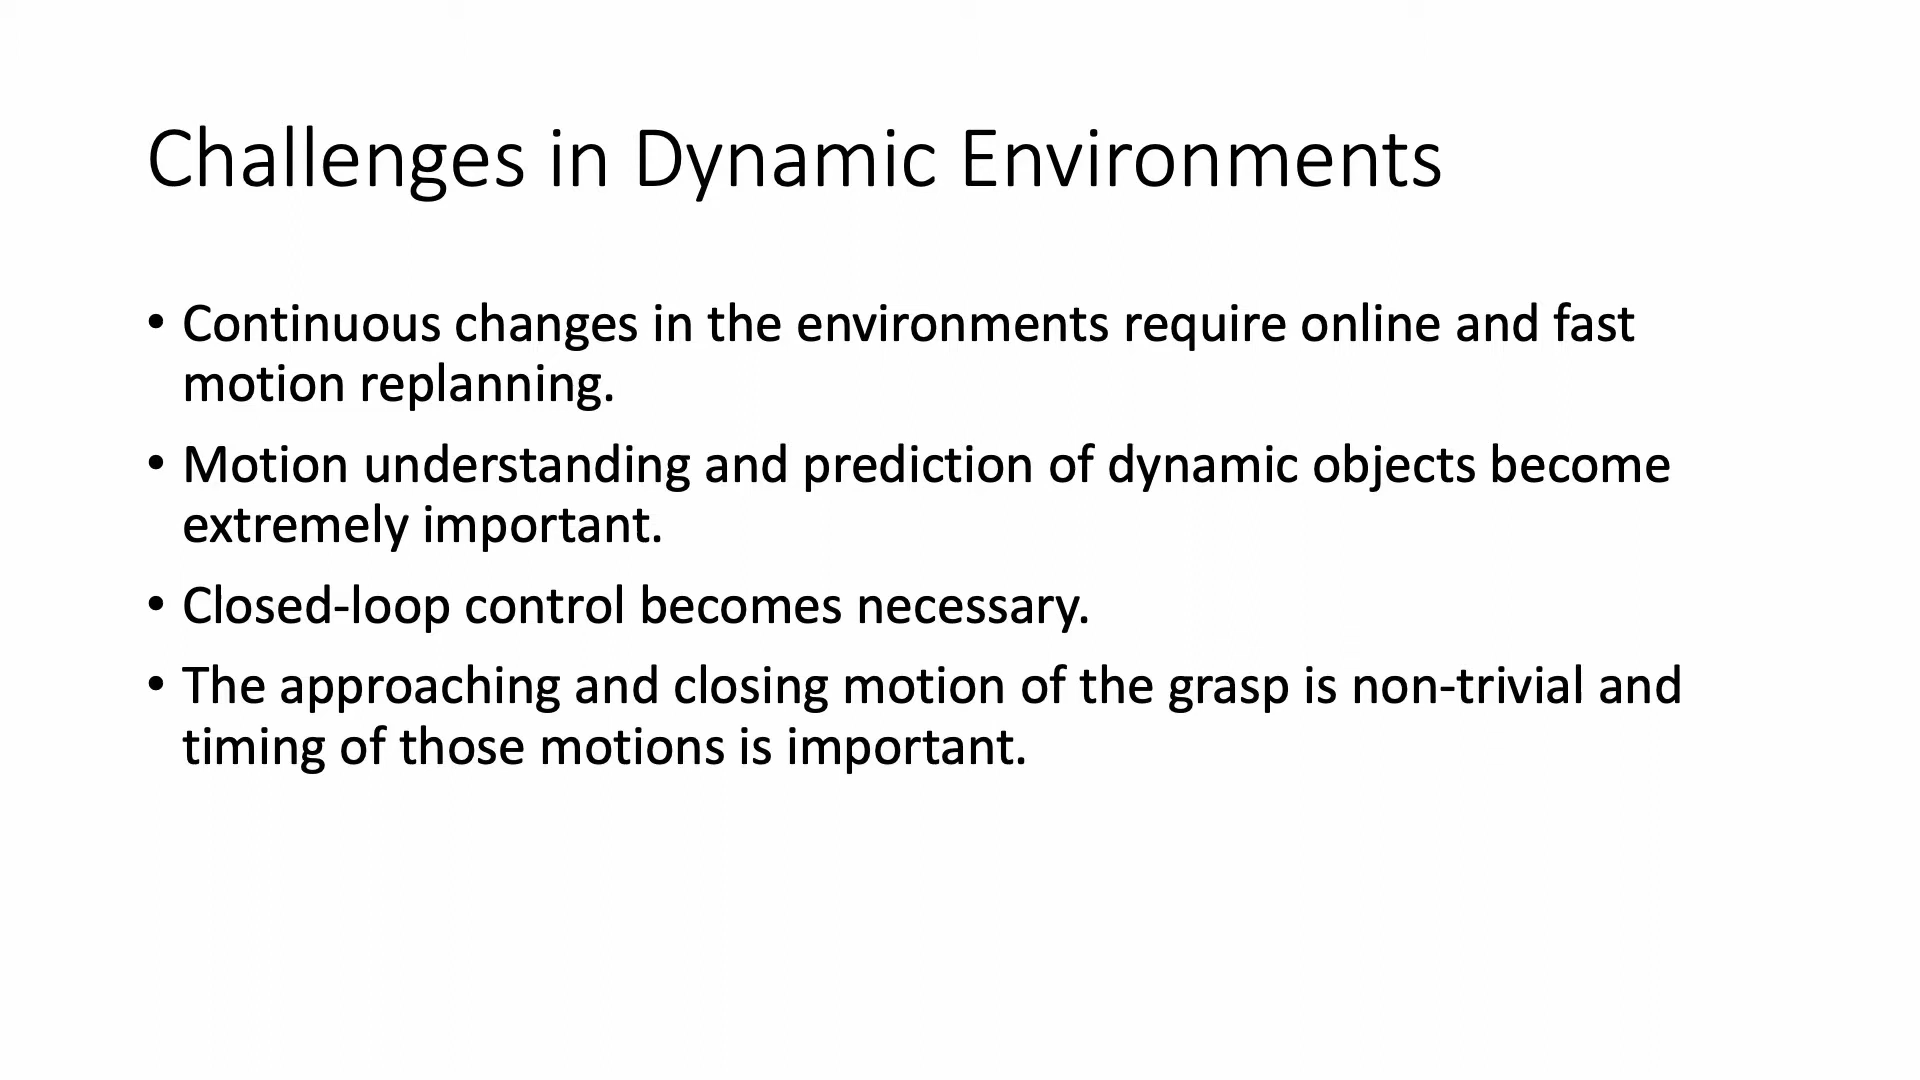 Challenges in Dynamic Environments
• Continuous changes in the environments require online and fast
motion replanning.
• Motion understanding and prediction of dynamic objects become
extremely important.
• Closed-loop control becomes necessary.
• The approaching and closing motion of the grasp is non-trivial and
timing of those motions is important.